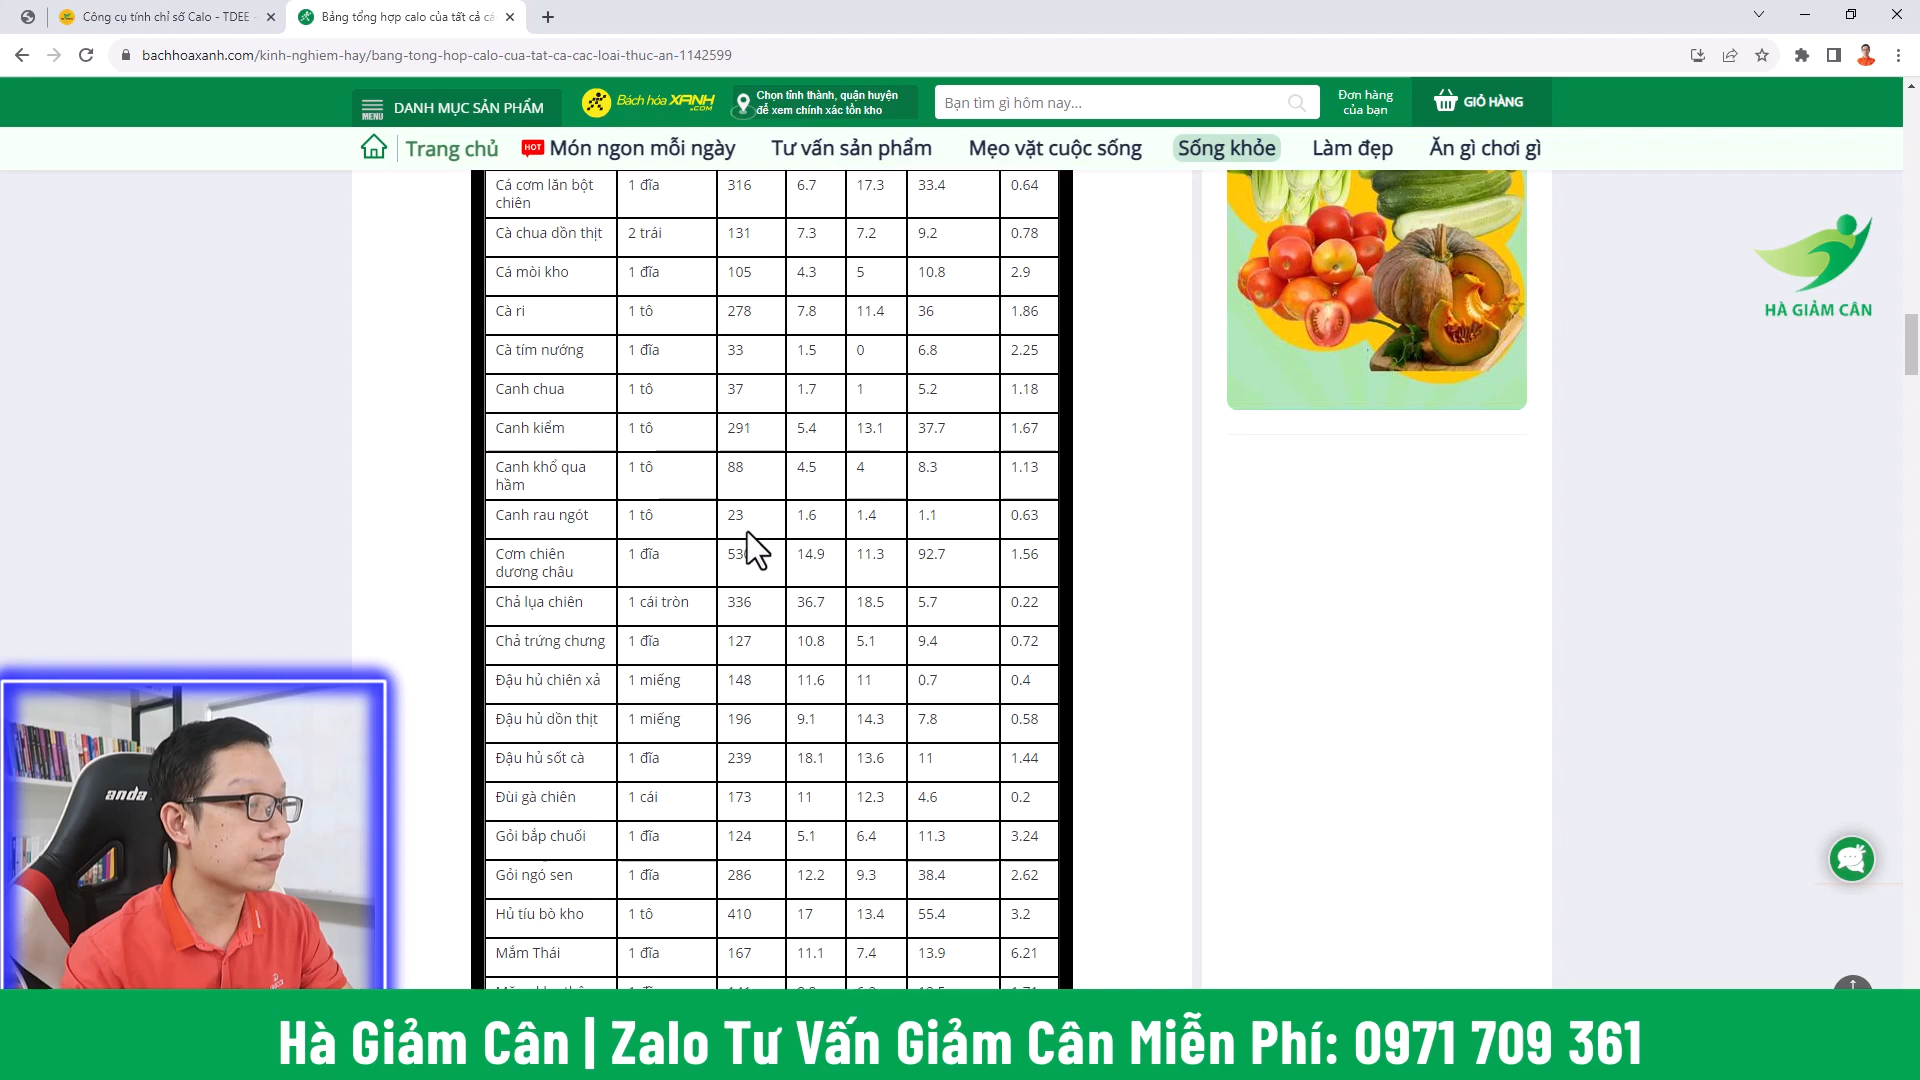 Công cụ tính chỉ số Calo - TDEE
Bảng tổng hợp calo của tất cả cá
bachhoaxanh.com/kinh-nghiem-hay/bang-tong-hop-calo-cua-tat-ca-cac-loai-thuc-an-1142599
MENU
DANH MỤC SẢN PHẨM
Bách hóa XANH .COM
Chọn tỉnh thành, quận huyện
để xem chính xác tồn kho
Bạn tìm gì hôm nay...
Đơn hàng
của bạn
GIỎ HÀNG
Trang chủ
HOT Món ngon mỗi ngày
Tư vấn sản phẩm
Mẹo vặt cuộc sống
Sống khỏe
Làm đẹp
Ăn gì chơi gì
Cá cơm lăn bột chiên 1 đĩa 316 6.7 17.3 33.4 0.64
Cà chua dồn thịt 2 trái 131 7.3 7.2 9.2 0.78
Cá mòi kho 1 đĩa 105 4.3 5 10.8 2.9
Cà ri 1 tô 278 7.8 11.4 36 1.86
Cà tím nướng 1 đĩa 33 1.5 0 6.8 2.25
Canh chua 1 tô 37 1.7 1 5.2 1.18
Canh kiểm 1 tô 291 5.4 13.1 37.7 1.67
Canh khổ qua hầm 1 tô 88 4.5 4 8.3 1.13
Canh rau ngót 1 tô 23 1.6 1.4 1.1 0.63
Cơm chiên dương châu 1 đĩa 14.9 11.3 92.7 1.56
Chả lụa chiên 1 cái tròn 336 36.7 18.5 5.7 0.22
Chả trứng chưng 1 đĩa 127 10.8 5.1 9.4 0.72
Đậu hủ chiên xả 1 miếng 148 11.6 11 0.7 0.4
Đậu hủ dồn thịt 1 miếng 196 9.1 14.3 7.8 0.58
Đậu hủ sốt cà 1 đĩa 239 18.1 13.6 11 1.44
Đùi gà chiên 1 cái 173 11 12.3 4.6 0.2
Gỏi bắp chuối 1 đĩa 124 5.1 6.4 11.3 3.24
Gỏi ngó sen 1 đĩa 286 12.2 9.3 38.4 2.62
Hủ tíu bò kho 1 tô 410 17 13.4 55.4 3.2
Mắm Thái 1 đĩa 167 11.1 7.4 13.9 6.21
HÀ GIẢM CÂN
anda
Hà Giảm Cân | Zalo Tư Vấn Giảm Cân Miễn Phí: 0971 709 361